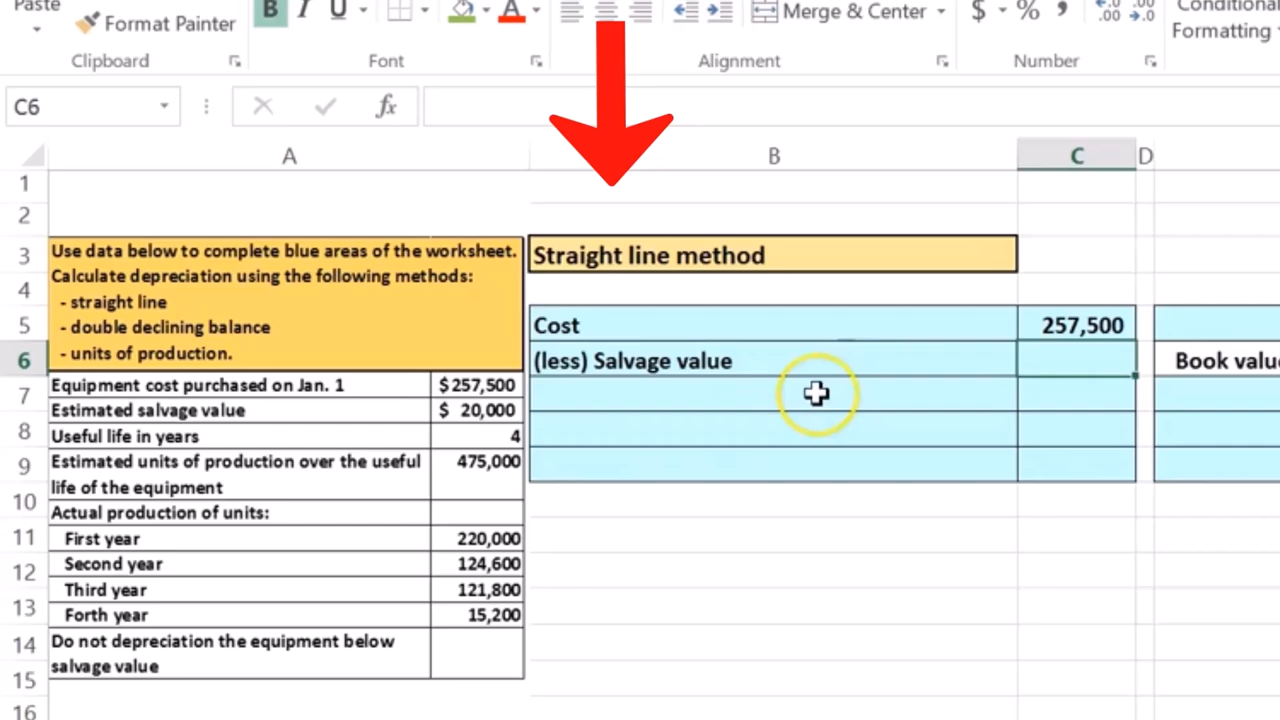 Paste
Format Painter
B I U A
Merge & Center
$ % ,
.00 .00
Conditional
Formatting
Clipboard
Font
Alignment
Number
C6
fx
A B C D
1
2
3
4
5
6
7
8
9
10
11
12
13
14
15
16
Use data below to complete blue areas of the worksheet.
Calculate depreciation using the following methods:
- straight line
- double declining balance
- units of production.
Equipment cost purchased on Jan. 1 $257,500
Estimated salvage value $ 20,000
Useful life in years 4
Estimated units of production over the useful 475,000
life of the equipment
Actual production of units:
First year 220,000
Second year 124,600
Third year 121,800
Forth year 15,200
Do not depreciation the equipment below
salvage value
Straight line method
Cost 257,500
(less) Salvage value
Book valu